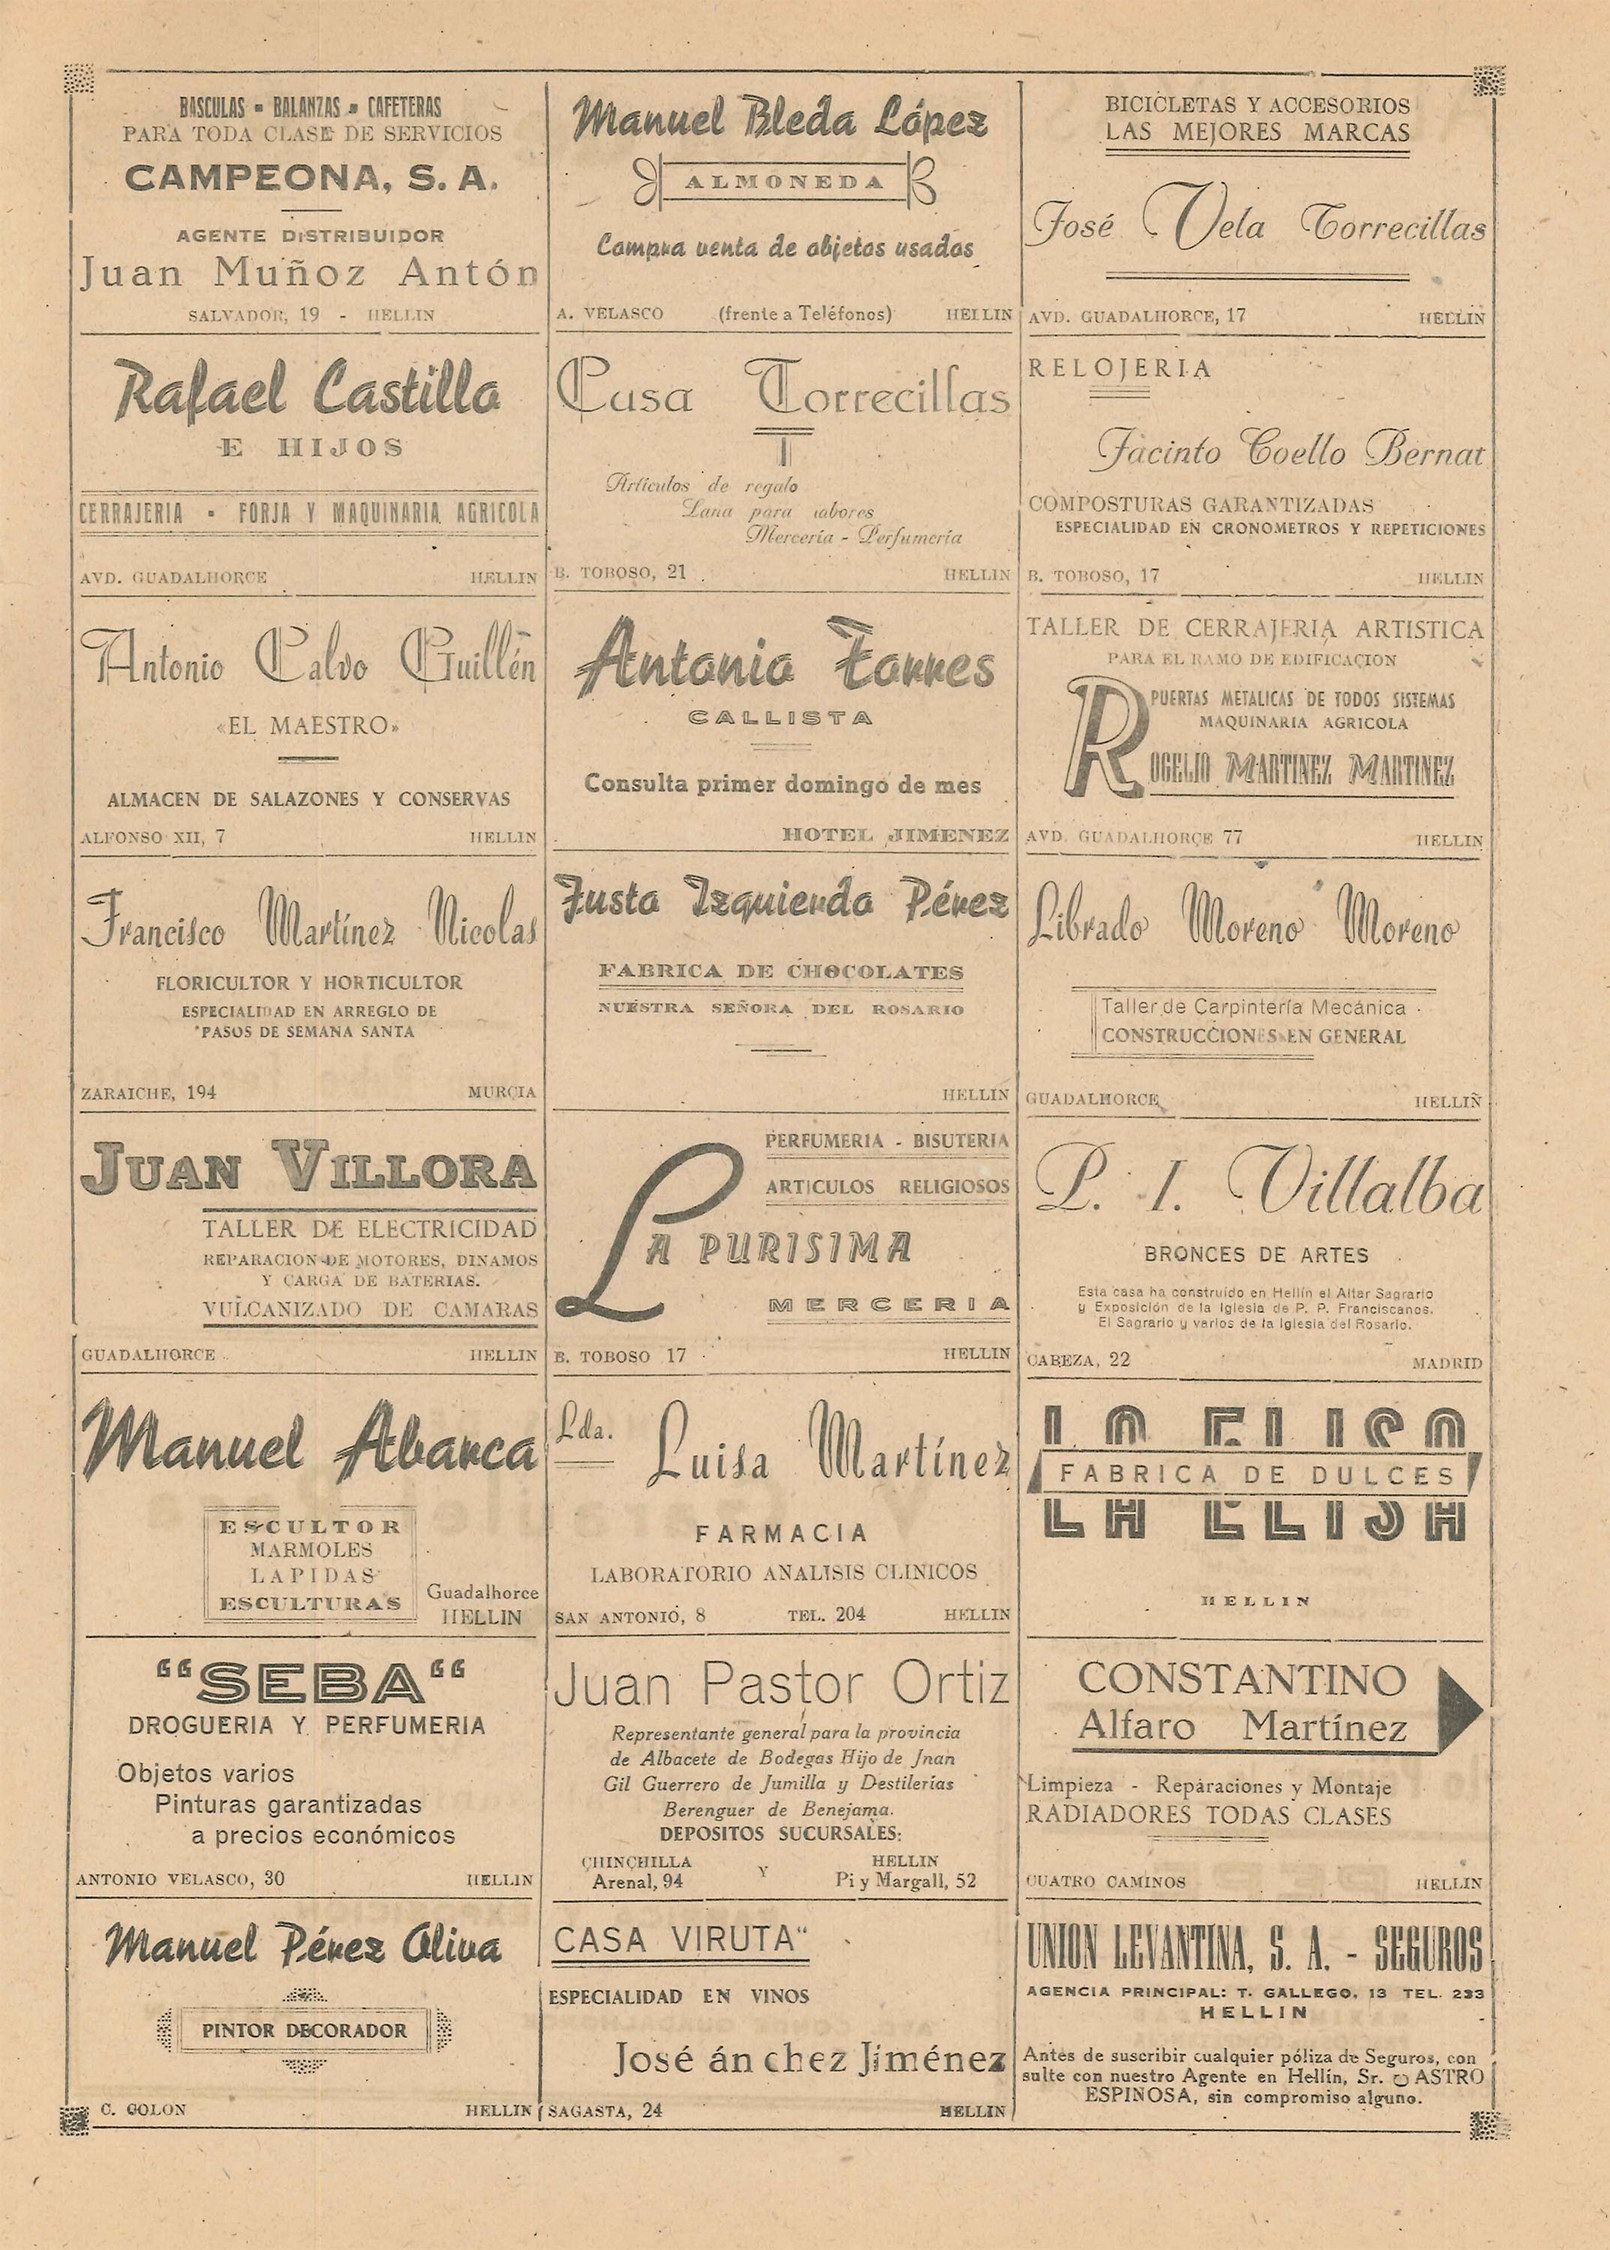 BASCULAS - BALANZAS - CAFETERAS
PARA TODA CLASE DE SERVICIOS
CAMPEONA, S. A.
AGENTE DISTRIBUIDOR
Juan Muñoz Antón
SALVADOR, 19 - HELLIN
Rafael Castillo
E HIJOS
CERRAJERIA - FORJA Y MAQUINARIA AGRICOLA
AVD. GUADALHORCE HELLIN
Antonio Calvo Guillén
«EL MAESTRO»
ALMACEN DE SALAZONES Y CONSERVAS
ALFONSO XII, 7 HELLIN
Francisco Martínez Nicolas
FLORICULTOR Y HORTICULTOR
ESPECIALIDAD EN ARREGLO DE
PASOS DE SEMANA SANTA
ZARAICHE, 194 MURCIA
JUAN VILLORA
TALLER DE ELECTRICIDAD
REPARACION DE MOTORES, DINAMOS
Y CARGA DE BATERIAS.
VULCANIZADO DE CAMARAS
GUADALHORCE HELLIN
Manuel Abarca
ESCULTOR
MARMOLES
LAPIDAS
ESCULTURAS
Guadalhorce
HELLIN
“SEBA“
DROGUERIA Y PERFUMERIA
Objetos varios
Pinturas garantizadas
a precios económicos
ANTONIO VELASCO, 30 HELLIN
Manuel Pérez Oliva
PINTOR DECORADOR
C. COLON HELLIN
Manuel Bleda López
ALMONEDA
Compra venta de objetos usados
A. VELASCO (frente a Teléfonos) HELLIN
Casa Torrecillas
T
Artículos de regalo
Lana para labores
Mercería - Perfumería
B. TOBOSO, 21 HELLIN
Antonio Torres
CALLISTA
Consulta primer domingo de mes
HOTEL JIMENEZ
Justo Izquierdo Pérez
FABRICA DE CHOCOLATES
NUESTRA SEÑORA DEL ROSARIO
HELLIN
PERFUMERIA - BISUTERIA
ARTICULOS RELIGIOSOS
LA PURISIMA
MERCERIA
B. TOBOSO 17 HELLIN
Lda. Luisa Martínez
FARMACIA
LABORATORIO ANALISIS CLINICOS
SAN ANTONIO, 8 TEL. 204 HELLIN
Juan Pastor Ortiz
Representante general para la provincia
de Albacete de Bodegas Hijo de Jnan
Gil Guerrero de Jumilla y Destilerías
Berenguer de Benejama.
DEPOSITOS SUCURSALES:
CHINCHILLA Y HELLIN
Arenal, 94 Pi y Margall, 52
CASA VIRUTA“
ESPECIALIDAD EN VINOS
José án chez Jiménez
SAGASTA, 24 HELLIN
BICICLETAS Y ACCESORIOS
LAS MEJORES MARCAS
José Vela Torrecillas
AVD. GUADALHORCE, 17 HELLIN
RELOJERIA
Jacinto Coello Bernat
COMPOSTURAS GARANTIZADAS
ESPECIALIDAD EN CRONOMETROS Y REPETICIONES
B. TOBOSO, 17 HELLIN
TALLER DE CERRAJERIA ARTISTICA
PARA EL RAMO DE EDIFICACION
PUERTAS METALICAS DE TODOS SISTEMAS
MAQUINARIA AGRICOLA
ROGELIO MARTINEZ MARTINEZ
AVD. GUADALHORCE 77 HELLIN
Librado Moreno Moreno
Taller de Carpintería Mecánica
CONSTRUCCIONES EN GENERAL
GUADALHORCE HELLIN
P. I. Villalba
BRONCES DE ARTES
Esta casa ha construído en Hellín el Altar Sagrario
y Exposición de la Iglesia de P. P. Franciscanos.
El Sagrario y varios de la Iglesia del Rosario.
CABEZA, 22 MADRID
LA ELISA
FABRICA DE DULCES
HELLIN
CONSTANTINO
Alfaro Martínez
Limpieza - Reparaciones y Montaje
RADIADORES TODAS CLASES
CUATRO CAMINOS HELLIN
UNION LEVANTINA, S. A. - SEGUROS
AGENCIA PRINCIPAL: T. GALLEGO, 13 TEL. 233
HELLIN
Antes de suscribir cualquier póliza de Seguros, con
sulte con nuestro Agente en Hellín, Sr. CASTRO
ESPINOSA, sin compromiso alguno.